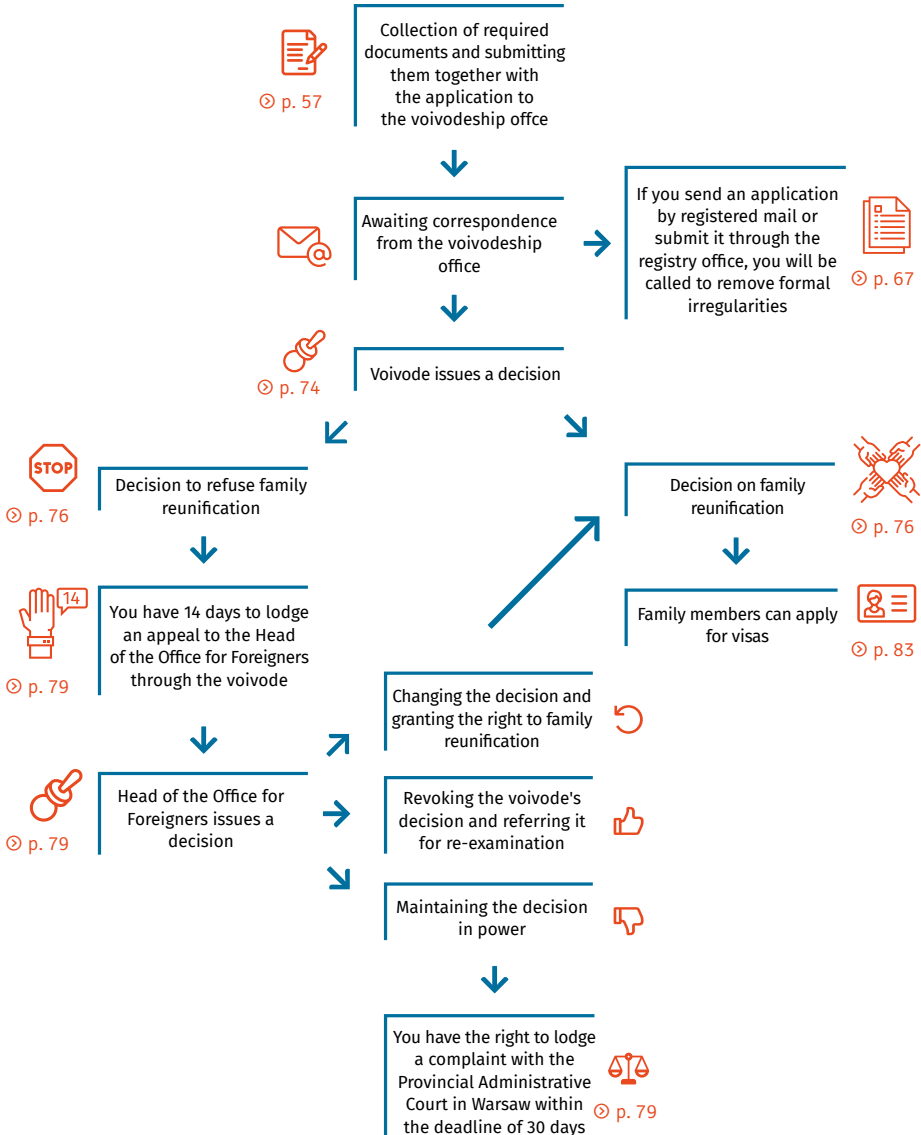 Collection of required
documents and submitting
them together with
the application to
the voivodeship offce
p. 57
Awaiting correspondence
from the voivodeship
office
If you send an application
by registered mail or
submit it through the
registry office, you will be
called to remove formal
irregularities
p. 67
Voivode issues a decision
p. 74
STOP
p. 76
Decision to refuse family
reunification
Decision on family
reunification
p. 76
14
p. 79
You have 14 days to lodge
an appeal to the Head
of the Office for Foreigners
through the voivode
Family members can apply
for visas
p. 83
Head of the Office for
Foreigners issues a
decision
p. 79
Changing the decision and
granting the right to family
reunification
Revoking the voivode's
decision and referring it
for re-examination
Maintaining the decision
in power
You have the right to lodge
a complaint with the
Provincial Administrative
Court in Warsaw within
the deadline of 30 days
p. 79